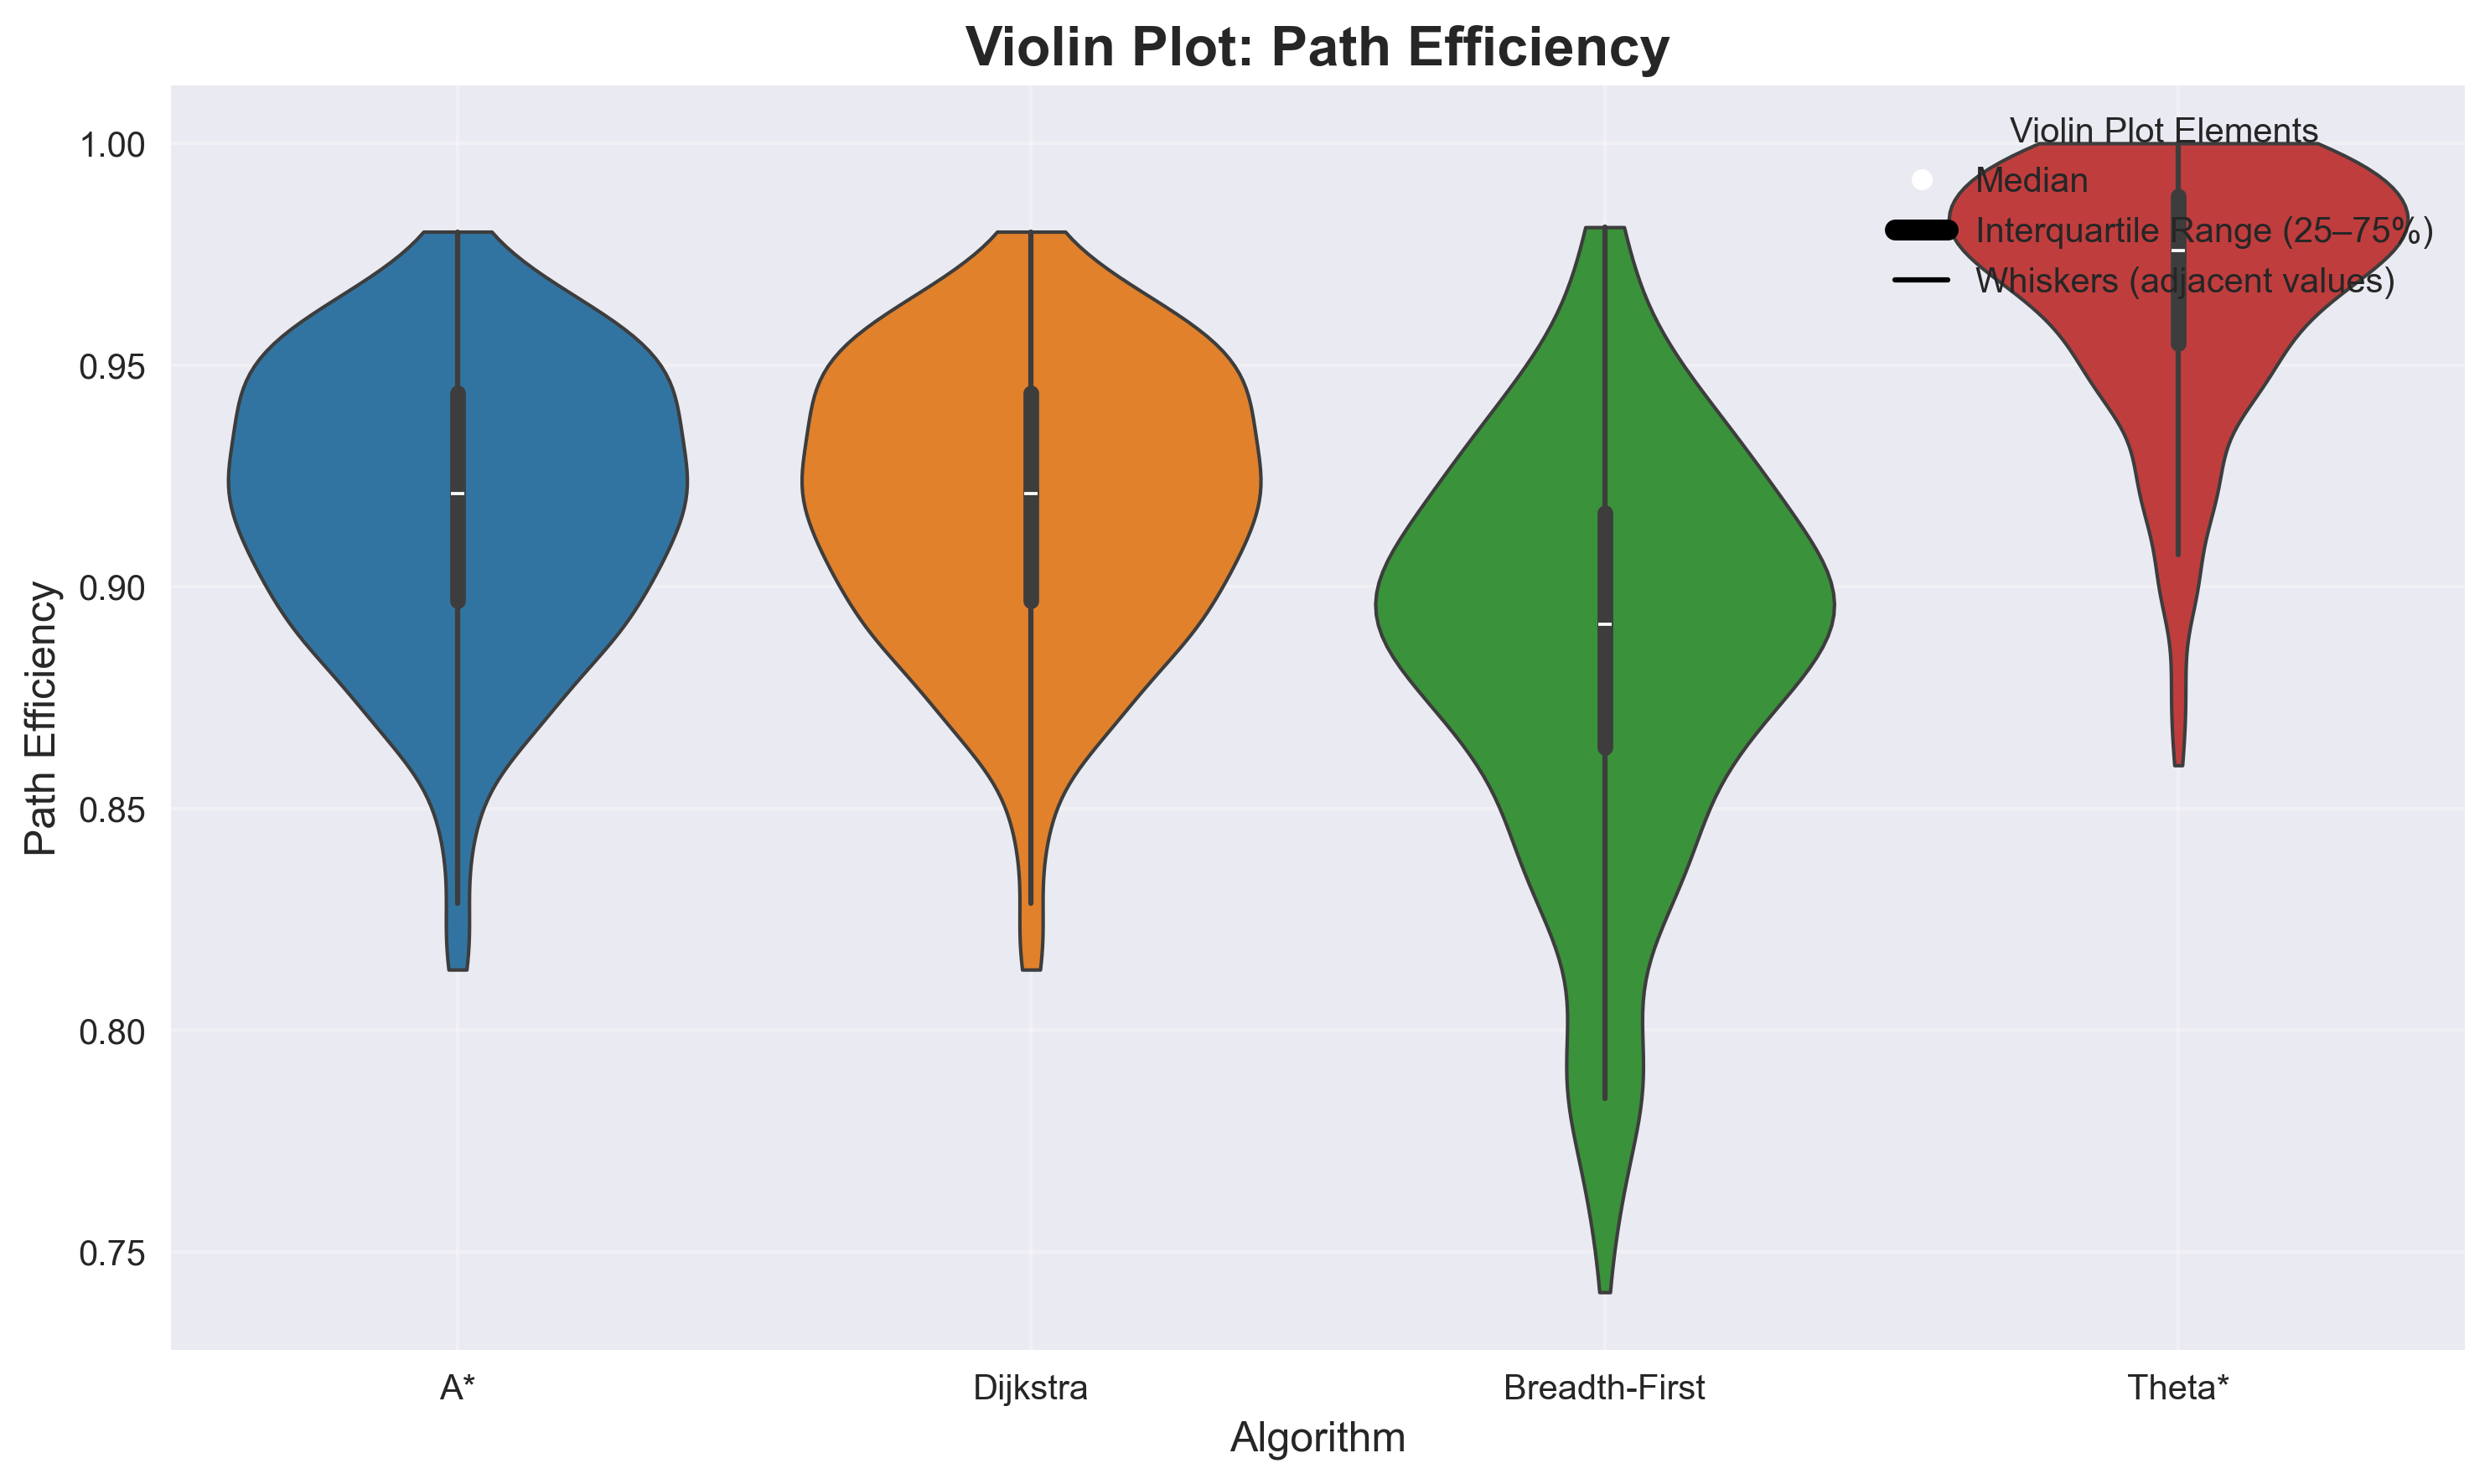 Violin Plot: Path Efficiency
Violin Plot Elements
Median
Interquartile Range (25–75%)
Whiskers (adjacent values)
Path Efficiency
1.00
0.95
0.90
0.85
0.80
0.75
A*
Dijkstra
Breadth-First
Theta*
Algorithm